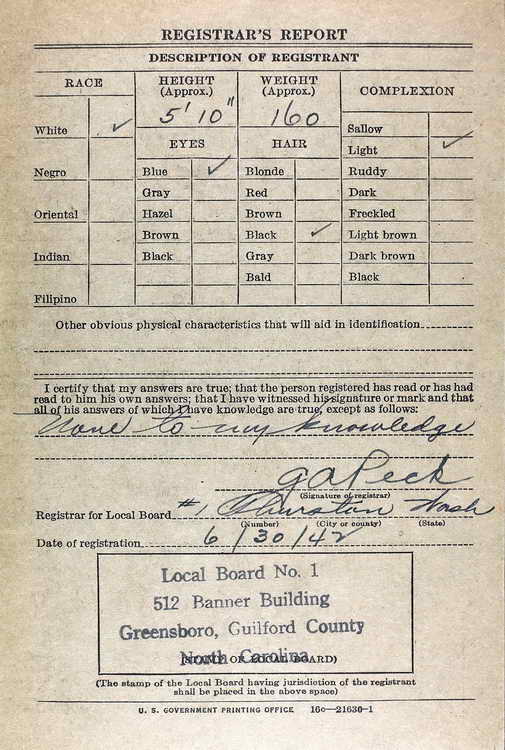 REGISTRAR'S REPORT
DESCRIPTION OF REGISTRANT
RACE
HEIGHT (Approx.)
WEIGHT (Approx.)
COMPLEXION
5' 10"
160
White ✓
Negro
Oriental
Indian
Filipino
EYES
Blue ✓
Gray
Hazel
Brown
Black
HAIR
Blonde
Red
Brown
Black ✓
Gray
Bald
Sallow
Light ✓
Ruddy
Dark
Freckled
Light brown
Dark brown
Black
Other obvious physical characteristics that will aid in identification
I certify that my answers are true; that the person registered has read or has had
read to him his own answers; that I have witnessed his signature or mark and that
all of his answers of which I have knowledge are true, except as follows:
None to my knowledge
G A Peck
(Signature of registrar)
Registrar for Local Board #1 Thurston Wash
(Number) (City or county) (State)
Date of registration 6/30/42
Local Board No. 1
512 Banner Building
Greensboro, Guilford County
North Carolina
(STAMP OF LOCAL BOARD)
(The stamp of the Local Board having jurisdiction of the registrant
shall be placed in the above space)
U. S. GOVERNMENT PRINTING OFFICE 16c—21630-1